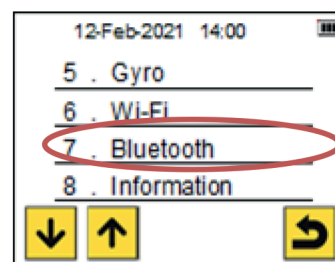 12-Feb-2021 14:00
5 . Gyro
6 . Wi-Fi
7 . Bluetooth
8 . Information